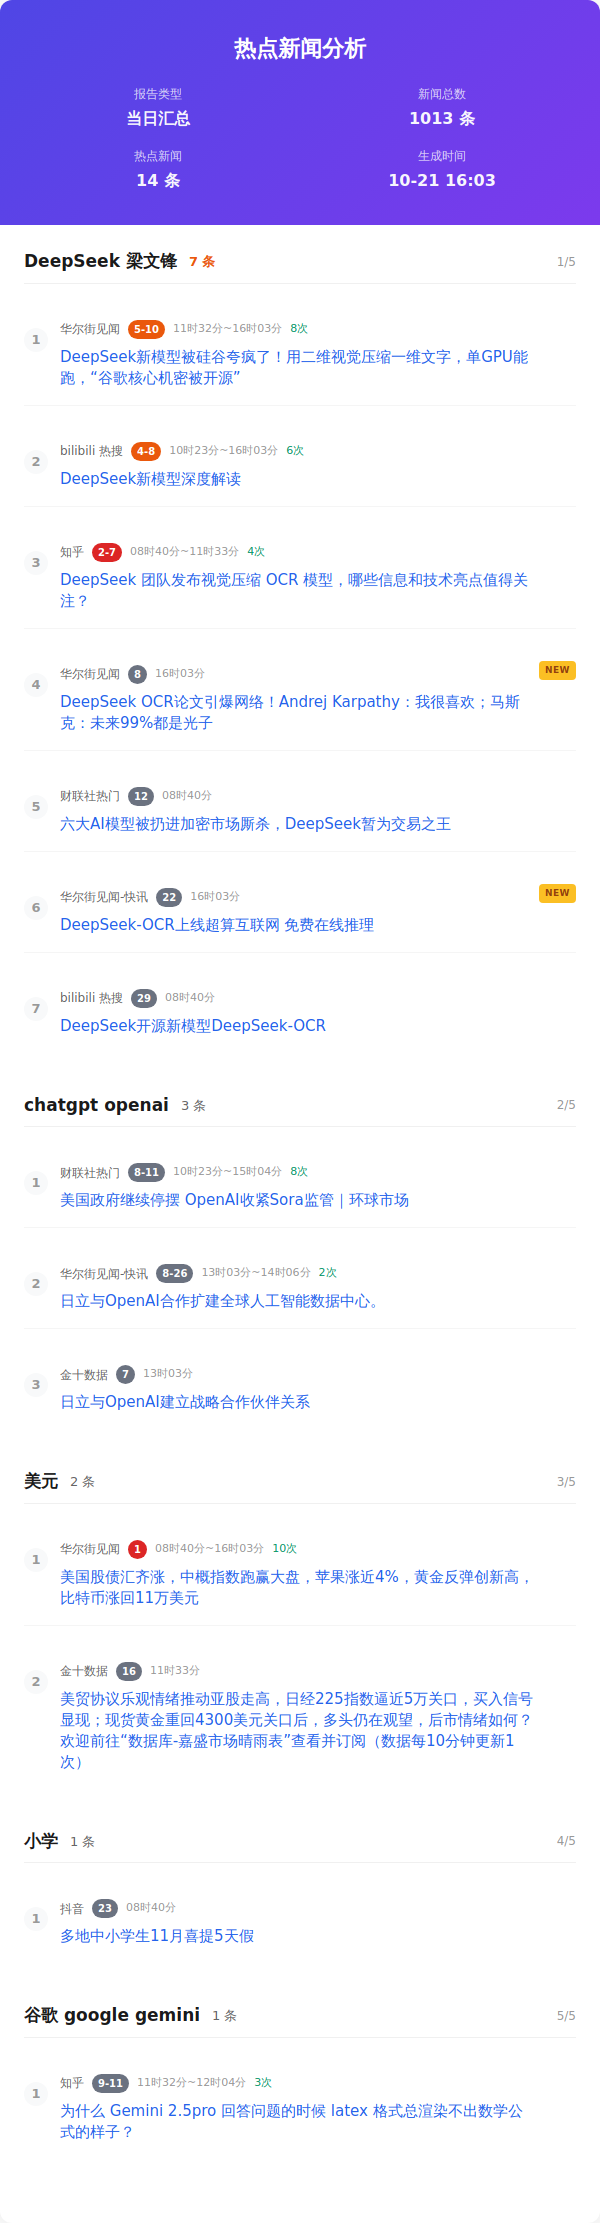 热点新闻分析
报告类型
当日汇总
新闻总数
1013 条
热点新闻
14 条
生成时间
10-21 16:03
DeepSeek 梁文锋 7 条 1/5
1
华尔街见闻 5-10 11时32分~16时03分 8次
DeepSeek新模型被硅谷夸疯了！用二维视觉压缩一维文字，单GPU能
跑，“谷歌核心机密被开源”
2
bilibili 热搜 4-8 10时23分~16时03分 6次
DeepSeek新模型深度解读
3
知乎 2-7 08时40分~11时33分 4次
DeepSeek 团队发布视觉压缩 OCR 模型，哪些信息和技术亮点值得关
注？
4
华尔街见闻 8 16时03分 NEW
DeepSeek OCR论文引爆网络！Andrej Karpathy：我很喜欢；马斯
克：未来99%都是光子
5
财联社热门 12 08时40分
六大AI模型被扔进加密市场厮杀，DeepSeek暂为交易之王
6
华尔街见闻-快讯 22 16时03分 NEW
DeepSeek-OCR上线超算互联网 免费在线推理
7
bilibili 热搜 29 08时40分
DeepSeek开源新模型DeepSeek-OCR
chatgpt openai 3 条 2/5
1
财联社热门 8-11 10时23分~15时04分 8次
美国政府继续停摆 OpenAI收紧Sora监管｜环球市场
2
华尔街见闻-快讯 8-26 13时03分~14时06分 2次
日立与OpenAI合作扩建全球人工智能数据中心。
3
金十数据 7 13时03分
日立与OpenAI建立战略合作伙伴关系
美元 2 条 3/5
1
华尔街见闻 1 08时40分~16时03分 10次
美国股债汇齐涨，中概指数跑赢大盘，苹果涨近4%，黄金反弹创新高，
比特币涨回11万美元
2
金十数据 16 11时33分
美贸协议乐观情绪推动亚股走高，日经225指数逼近5万关口，买入信号
显现；现货黄金重回4300美元关口后，多头仍在观望，后市情绪如何？
欢迎前往“数据库-嘉盛市场晴雨表”查看并订阅（数据每10分钟更新1
次）
小学 1 条 4/5
1
抖音 23 08时40分
多地中小学生11月喜提5天假
谷歌 google gemini 1 条 5/5
1
知乎 9-11 11时32分~12时04分 3次
为什么 Gemini 2.5pro 回答问题的时候 latex 格式总渲染不出数学公
式的样子？